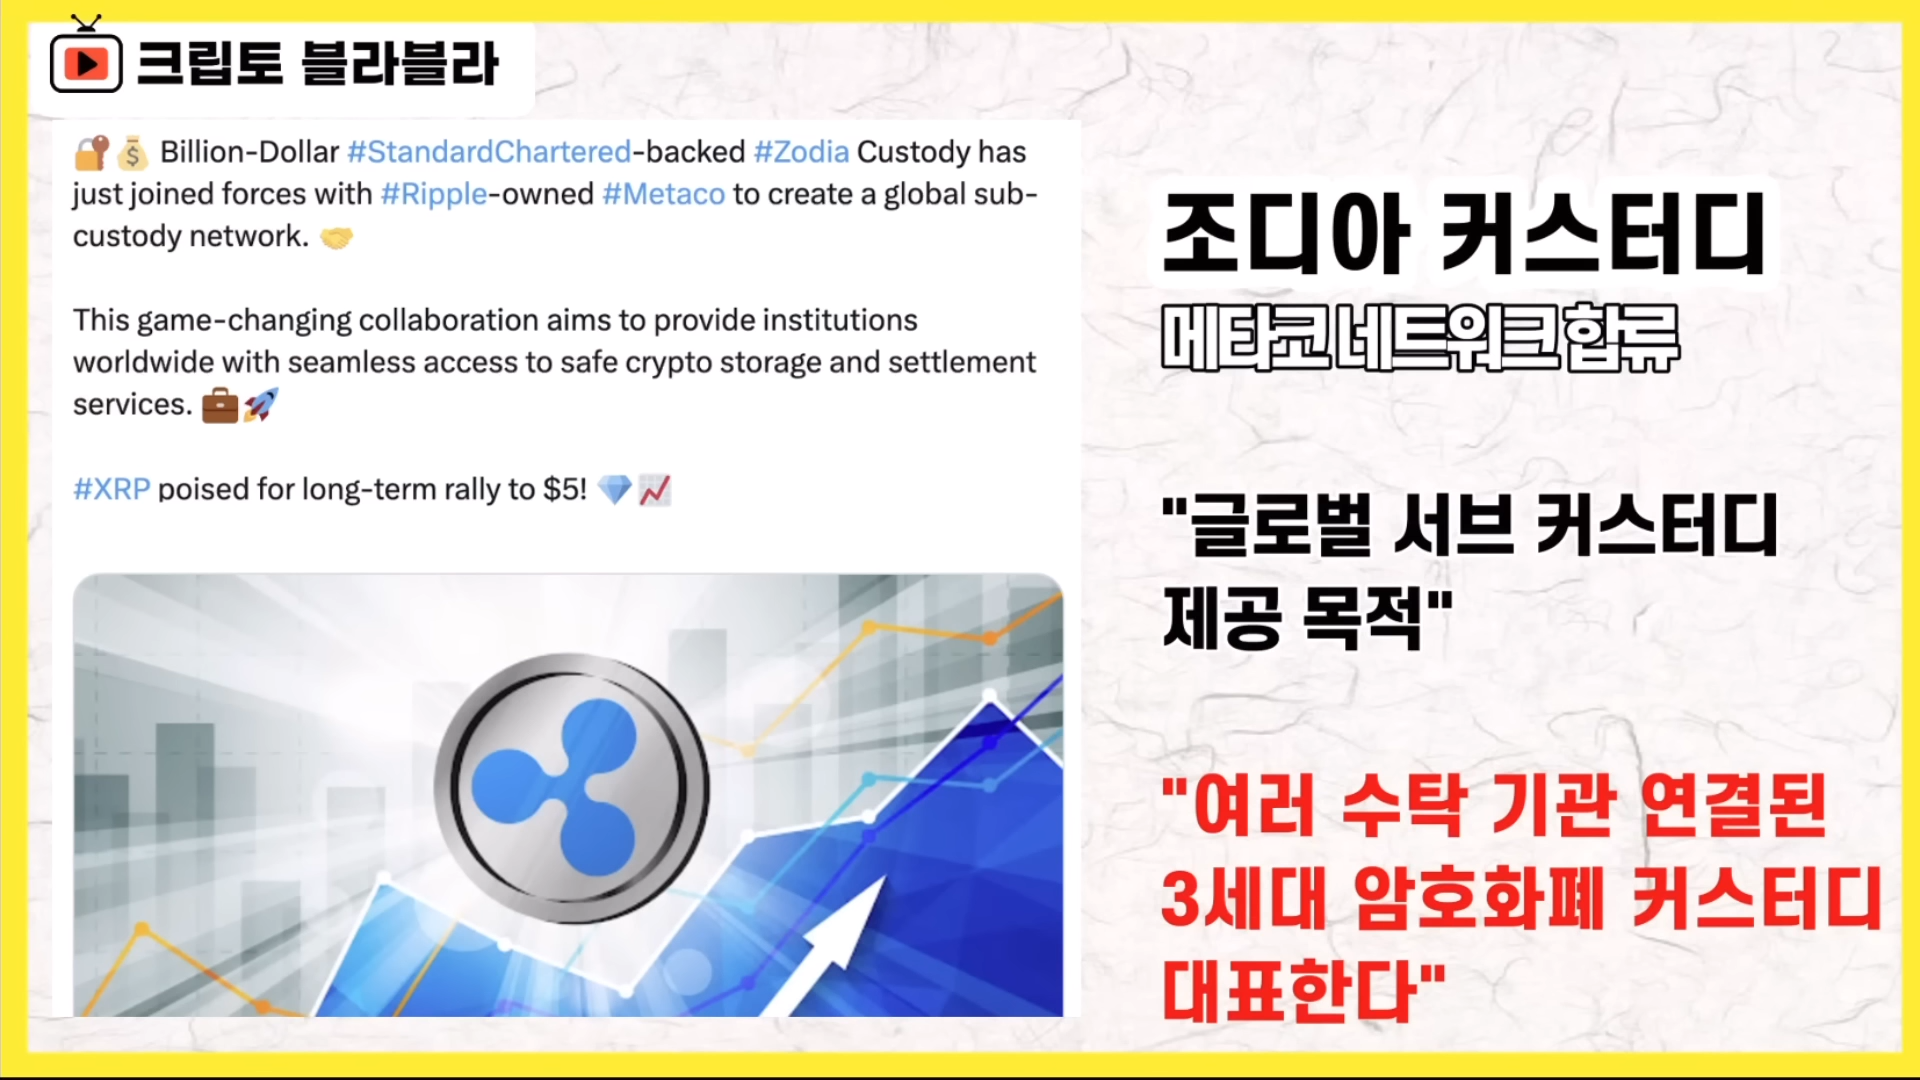 크립토 블라블라
Billion-Dollar #StandardChartered-backed #Zodia Custody has
just joined forces with #Ripple-owned #Metaco to create a global sub-
custody network.
This game-changing collaboration aims to provide institutions
worldwide with seamless access to safe crypto storage and settlement
services.
#XRP poised for long-term rally to $5!
조디아 커스터디
메타코 네트워크 합류
"글로벌 서브 커스터디
제공 목적"
"여러 수탁 기관 연결된
3세대 암호화폐 커스터디
대표한다"